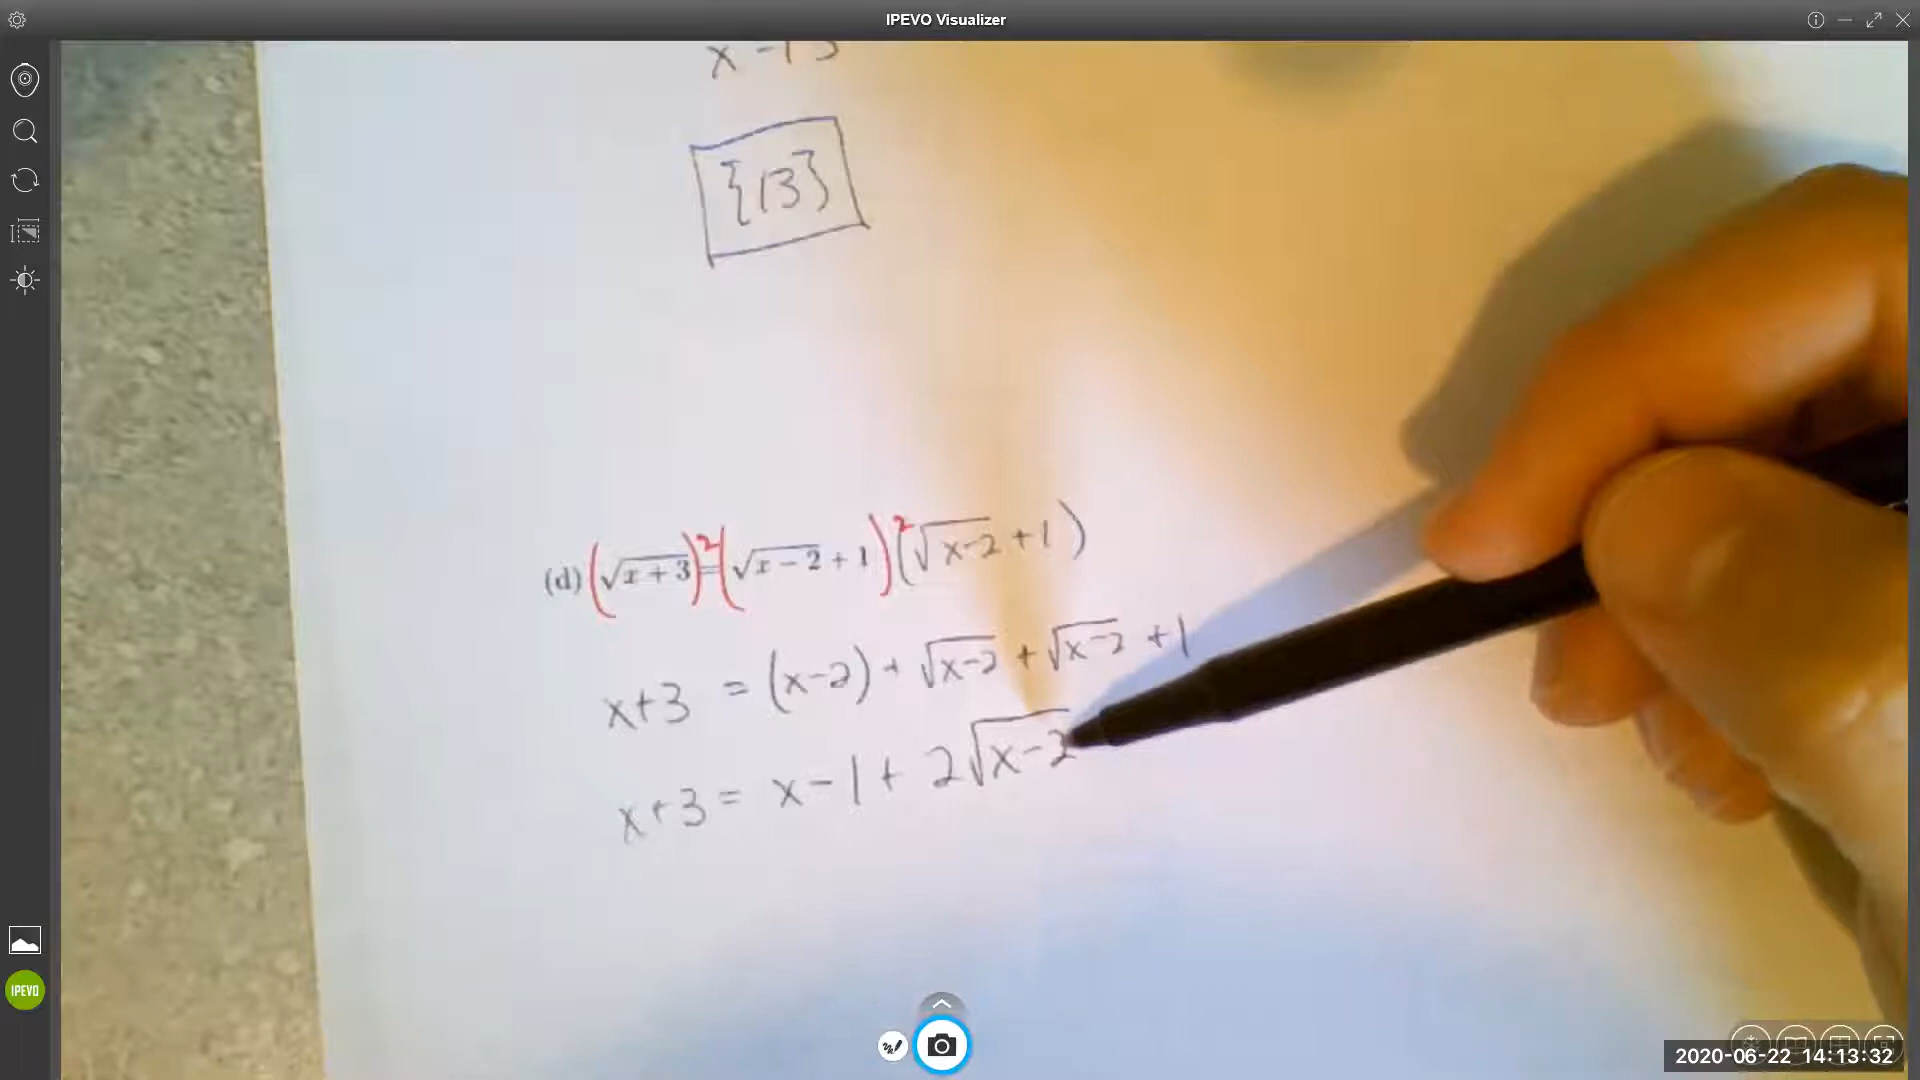 IPEVO Visualizer
{13}
(d) (√x+3)²=(√x-2+1)²(√x-2+1)
x+3 = (x-2)+√x-2+√x-2+1
x+3= x-1+2√x-2
IPEVO
2020-06-22 14:13:32